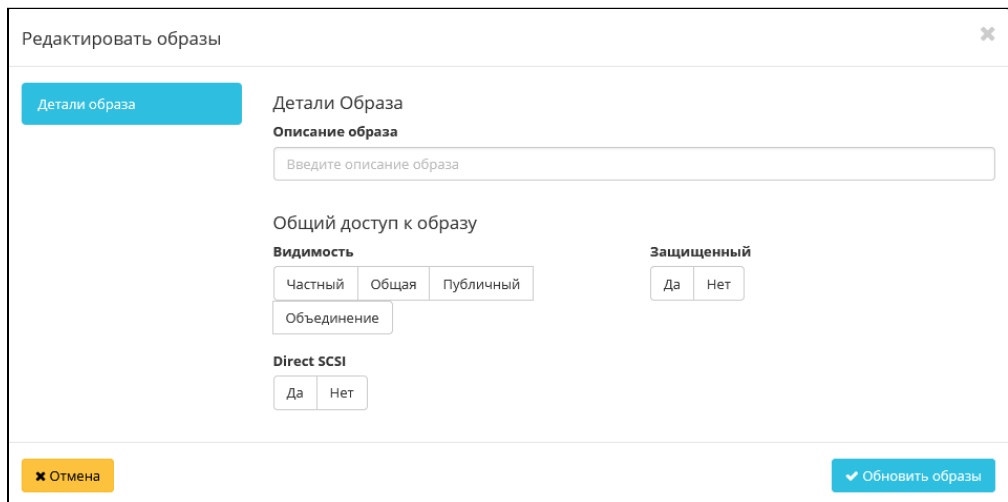 Редактировать образы
Детали образа
Детали Образа
Описание образа
Введите описание образа
Общий доступ к образу
Видимость
Защищенный
Частный Общая Публичный
Да Нет
Объединение
Direct SCSI
Да Нет
Отмена
Обновить образы